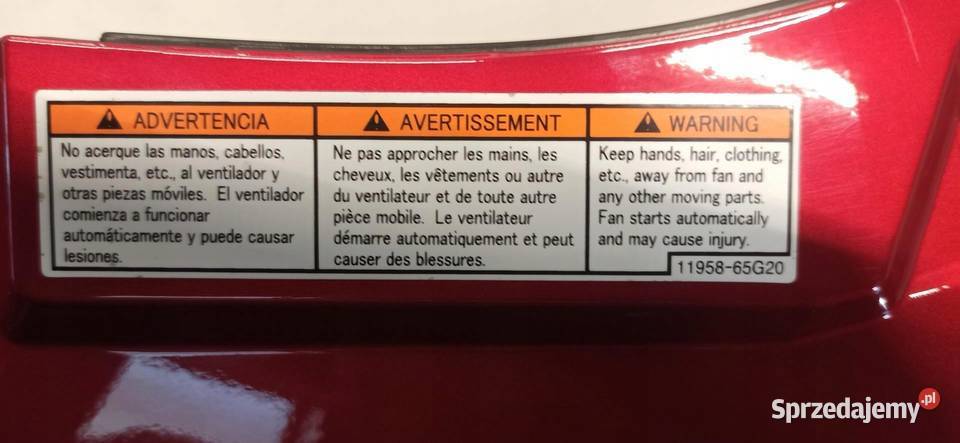 ADVERTENCIA
No acerque las manos, cabellos,
vestimenta, etc., al ventilador y
otras piezas móviles. El ventilador
comienza a funcionar
automáticamente y puede causar
lesiones.
AVERTISSEMENT
Ne pas approcher les mains, les
cheveux, les vêtements ou autre
du ventilateur et de toute autre
pièce mobile. Le ventilateur
démarre automatiquement et peut
causer des blessures.
WARNING
Keep hands, hair, clothing,
etc., away from fan and
any other moving parts.
Fan starts automatically
and may cause injury.
11958-65G20
Sprzedajemy.pl